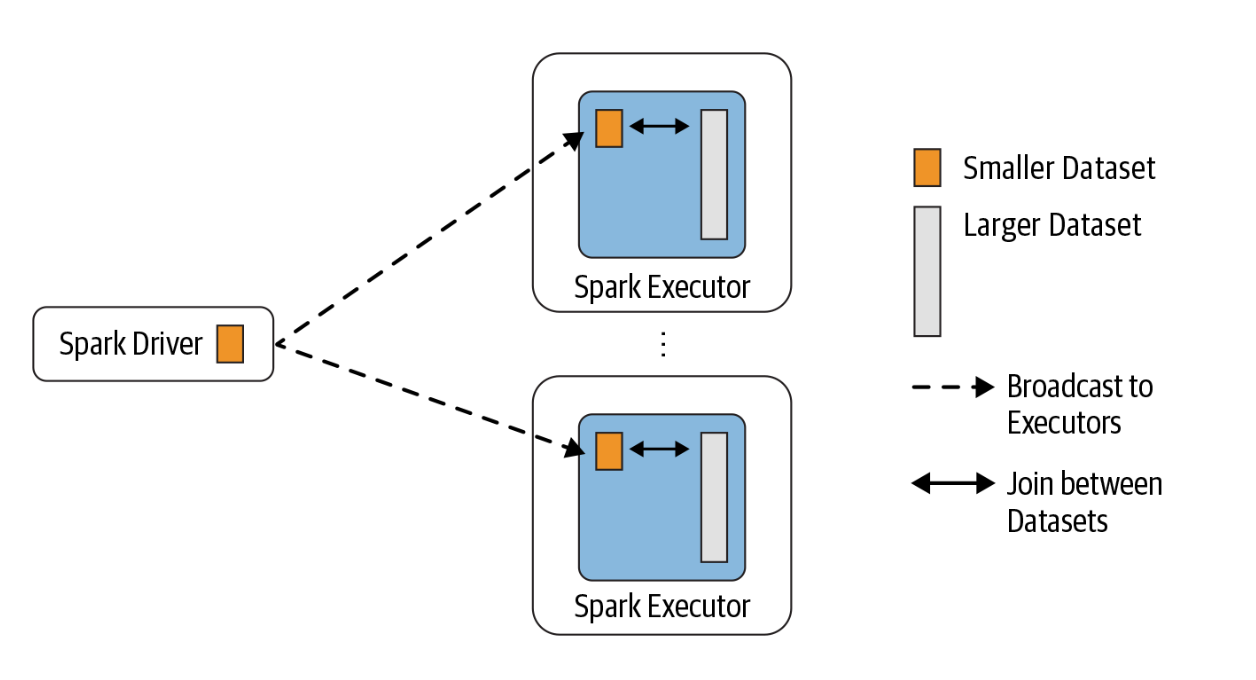 Spark Driver
Spark Executor
⋮
Spark Executor
Smaller Dataset
Larger Dataset
Broadcast to
Executors
Join between
Datasets